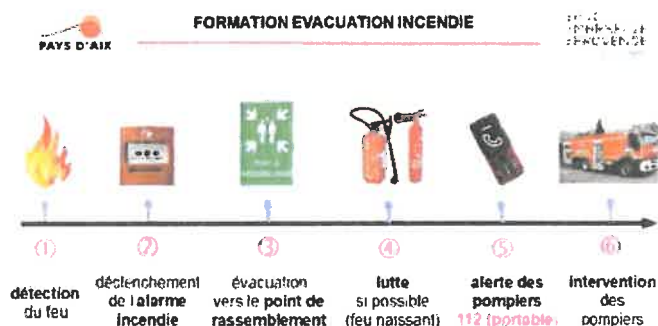 FORMATION EVACUATION INCENDIE
PAYS D'AIX
① ② ③ ④ ⑤ ⑥
détection
du feu
déclenchement
de l'alarme
incendie
évacuation
vers le point de
rassemblement
lutte
si possible
(feu naissant)
alerte des
pompiers
112 (portable)
intervention
des
pompiers